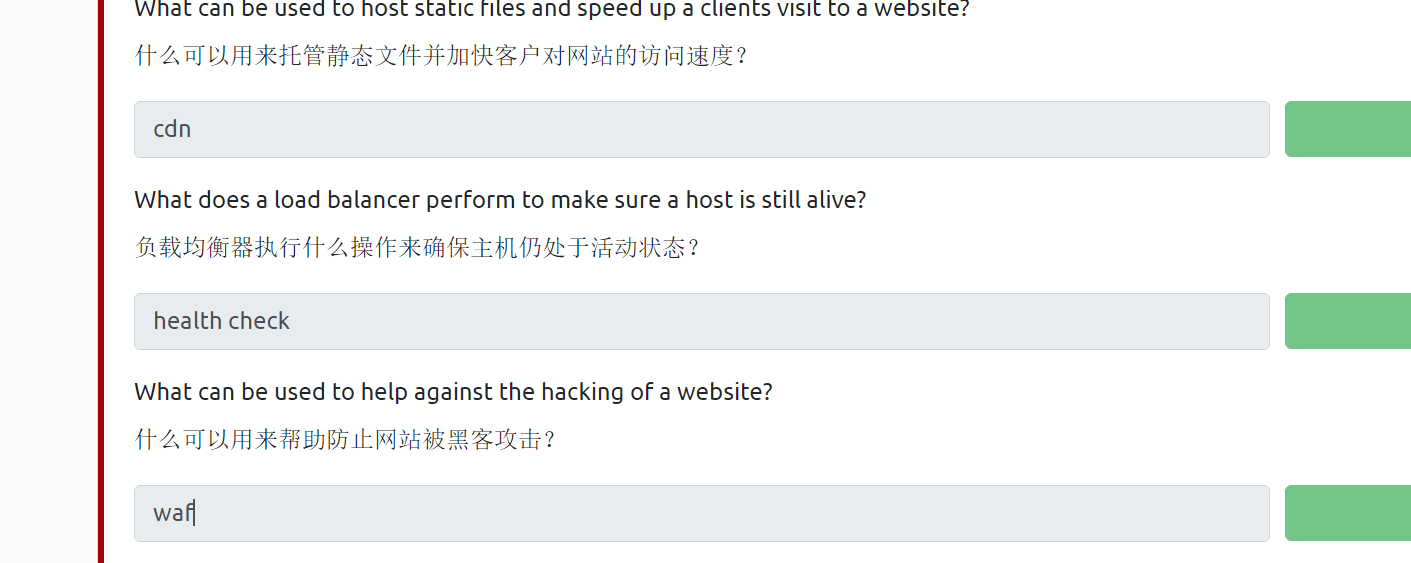 What can be used to host static files and speed up a clients visit to a website?
什么可以用来托管静态文件并加快客户对网站的访问速度?
cdn
What does a load balancer perform to make sure a host is still alive?
负载均衡器执行什么操作来确保主机仍处于活动状态?
health check
What can be used to help against the hacking of a website?
什么可以用来帮助防止网站被黑客攻击?
waf